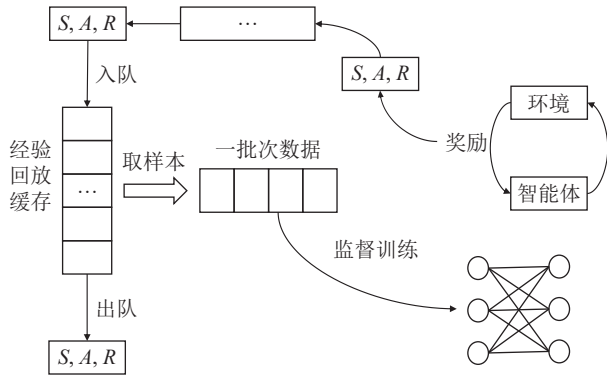 S, A, R
…
S, A, R
入队
环境
奖励
智能体
经验
回放
缓存
…
取样本
一批次数据
监督训练
出队
S, A, R